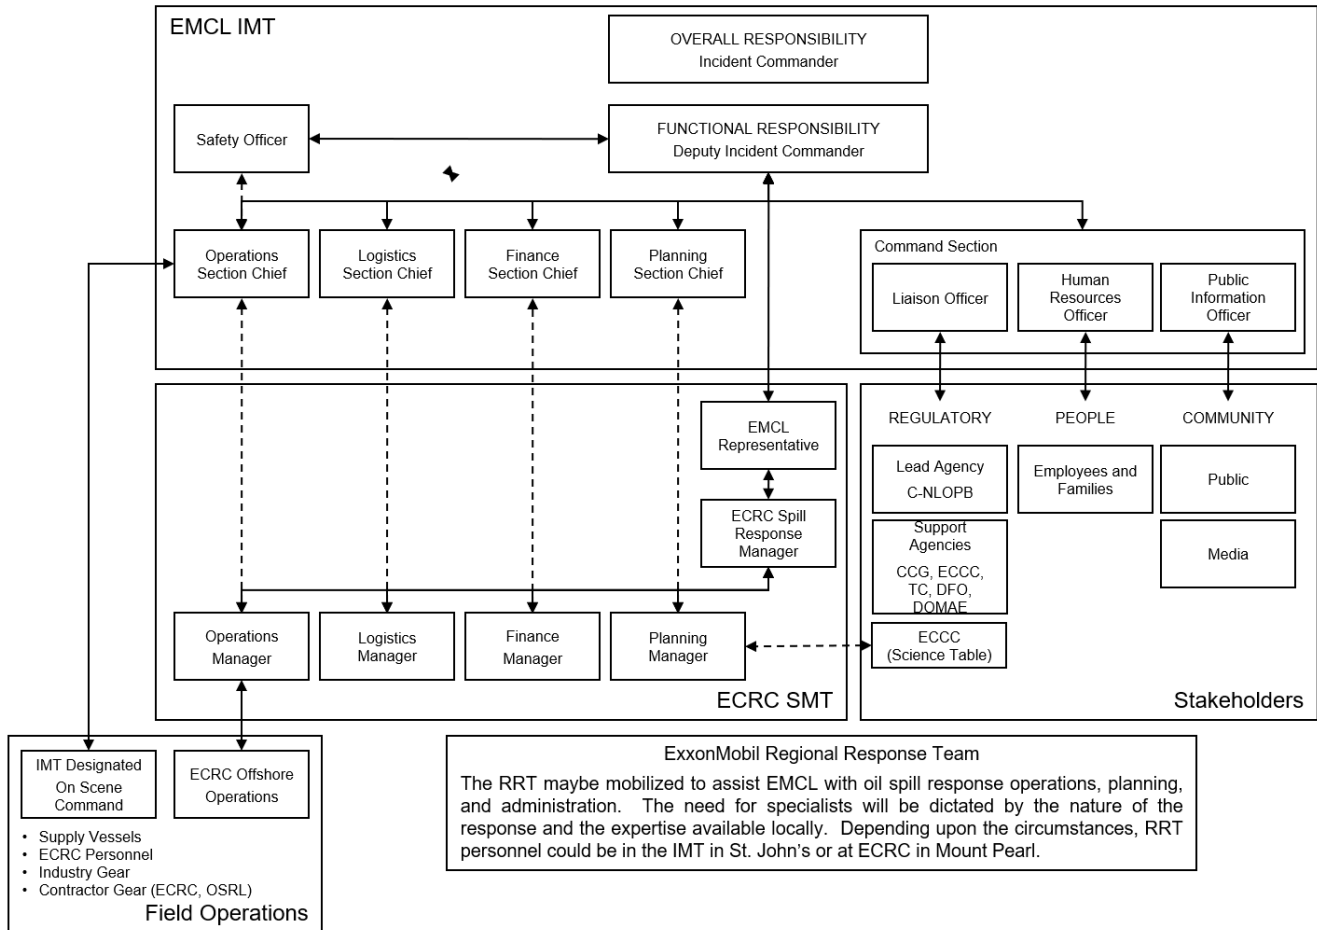 EMCL IMT
OVERALL RESPONSIBILITY
Incident Commander
Safety Officer
FUNCTIONAL RESPONSIBILITY
Deputy Incident Commander
Operations
Section Chief
Logistics
Section Chief
Finance
Section Chief
Planning
Section Chief
Command Section
Liaison Officer
Human
Resources
Officer
Public
Information
Officer
EMCL
Representative
ECRC Spill
Response
Manager
Operations
Manager
Logistics
Manager
Finance
Manager
Planning
Manager
ECRC SMT
REGULATORY
PEOPLE
COMMUNITY
Lead Agency
C-NLOPB
Employees and
Families
Public
Support
Agencies
CCG, ECCC,
TC, DFO,
DOMAE
Media
ECCC
(Science Table)
Stakeholders
IMT Designated
On Scene
Command
ECRC Offshore
Operations
• Supply Vessels
• ECRC Personnel
• Industry Gear
• Contractor Gear (ECRC, OSRL)
Field Operations
ExxonMobil Regional Response Team
The RRT maybe mobilized to assist EMCL with oil spill response operations, planning,
and administration. The need for specialists will be dictated by the nature of the
response and the expertise available locally. Depending upon the circumstances, RRT
personnel could be in the IMT in St. John’s or at ECRC in Mount Pearl.